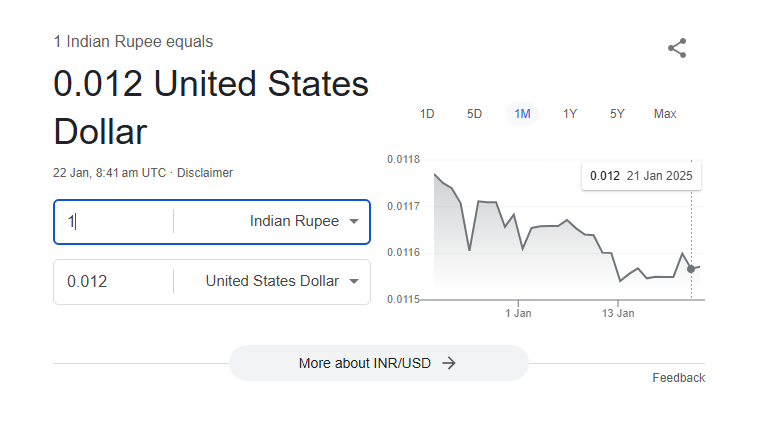 1 Indian Rupee equals
0.012 United States
Dollar
22 Jan, 8:41 am UTC · Disclaimer
1 Indian Rupee
0.012 United States Dollar
1D 5D 1M 1Y 5Y Max
0.0118
0.012 21 Jan 2025
0.0117
0.0116
0.0115
1 Jan 13 Jan
More about INR/USD
Feedback